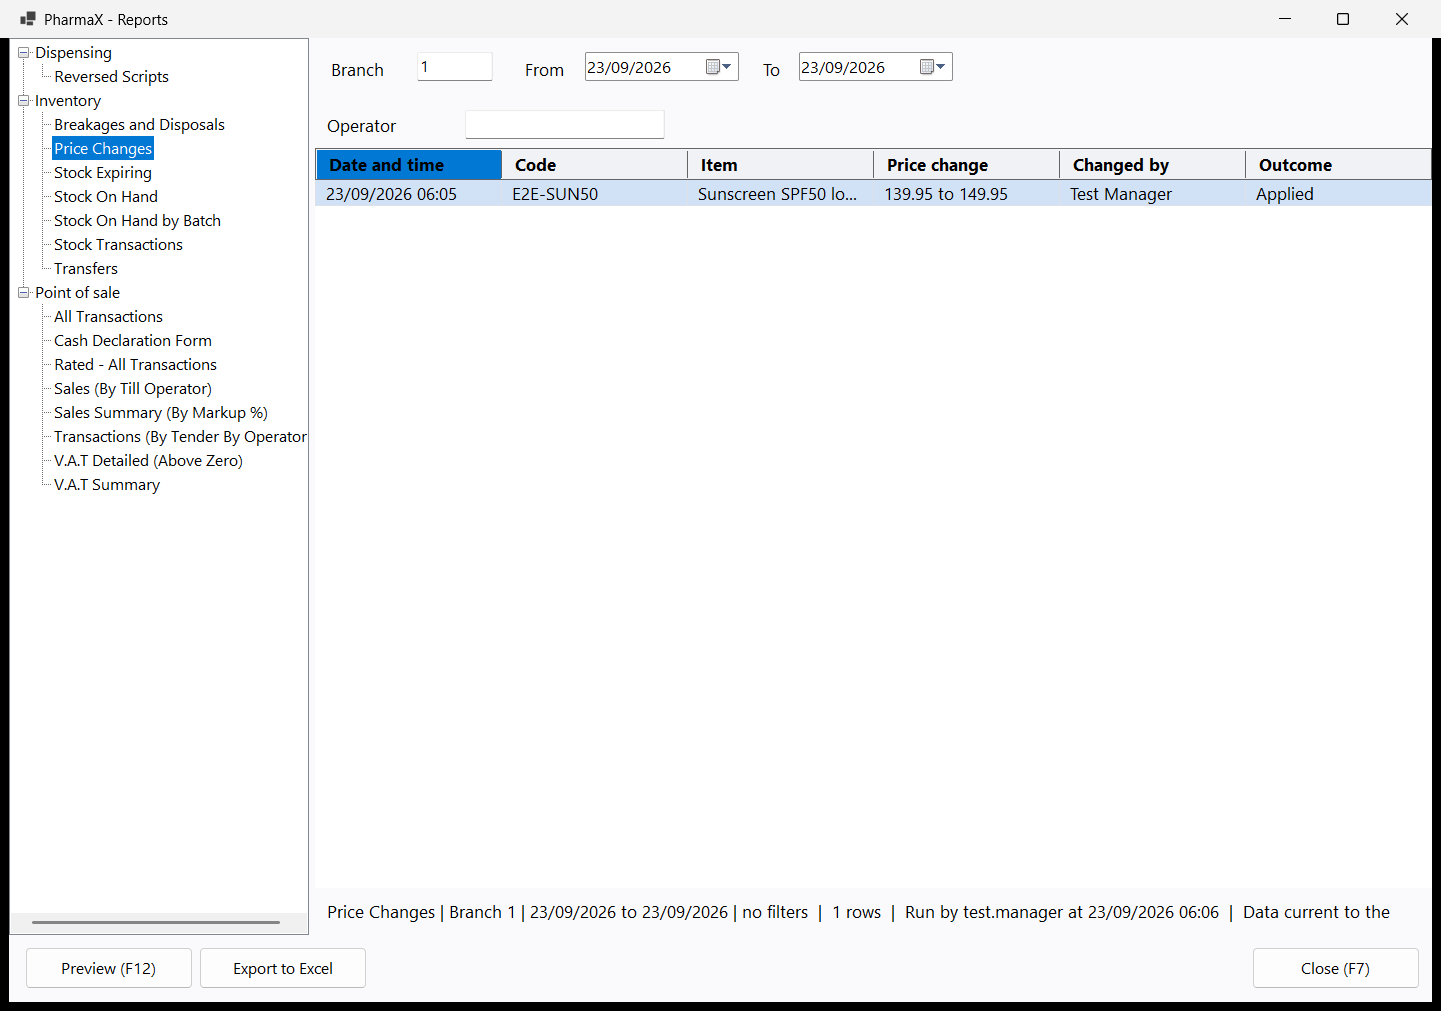 PharmaX - Reports
Dispensing
Reversed Scripts
Inventory
Breakages and Disposals
Price Changes
Stock Expiring
Stock On Hand
Stock On Hand by Batch
Stock Transactions
Transfers
Point of sale
All Transactions
Cash Declaration Form
Rated - All Transactions
Sales (By Till Operator)
Sales Summary (By Markup %)
Transactions (By Tender By Operator
V.A.T Detailed (Above Zero)
V.A.T Summary
Branch 1 From 23/09/2026 To 23/09/2026
Operator
Date and time Code Item Price change Changed by Outcome
23/09/2026 06:05 E2E-SUN50 Sunscreen SPF50 lo... 139.95 to 149.95 Test Manager Applied
Price Changes | Branch 1 | 23/09/2026 to 23/09/2026 | no filters | 1 rows | Run by test.manager at 23/09/2026 06:06 | Data current to the
Preview (F12) Export to Excel Close (F7)